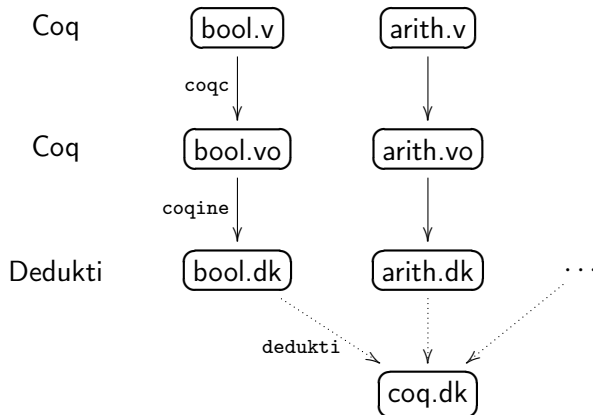 Coq bool.v arith.v
coqc
Coq bool.vo arith.vo
coqine
Dedukti bool.dk arith.dk ...
dedukti
coq.dk